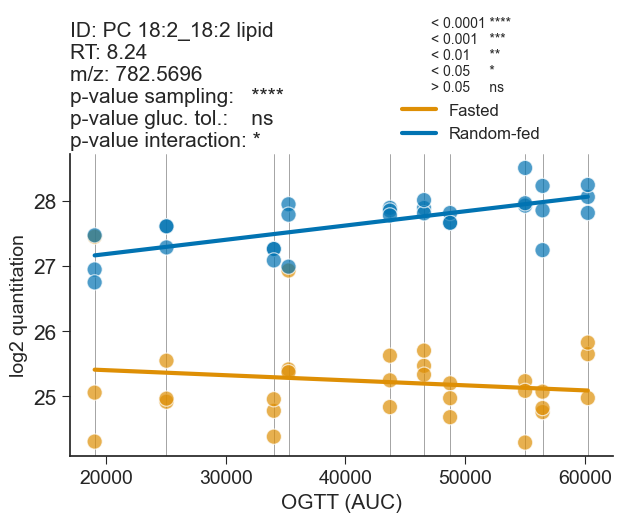 ID: PC 18:2_18:2 lipid
RT: 8.24
m/z: 782.5696
p-value sampling: ****
p-value gluc. tol.: ns
p-value interaction: *
< 0.0001 ****
< 0.001 ***
< 0.01 **
< 0.05 *
> 0.05 ns
Fasted
Random-fed
log2 quantitation
28
27
26
25
20000 30000 40000 50000 60000
OGTT (AUC)